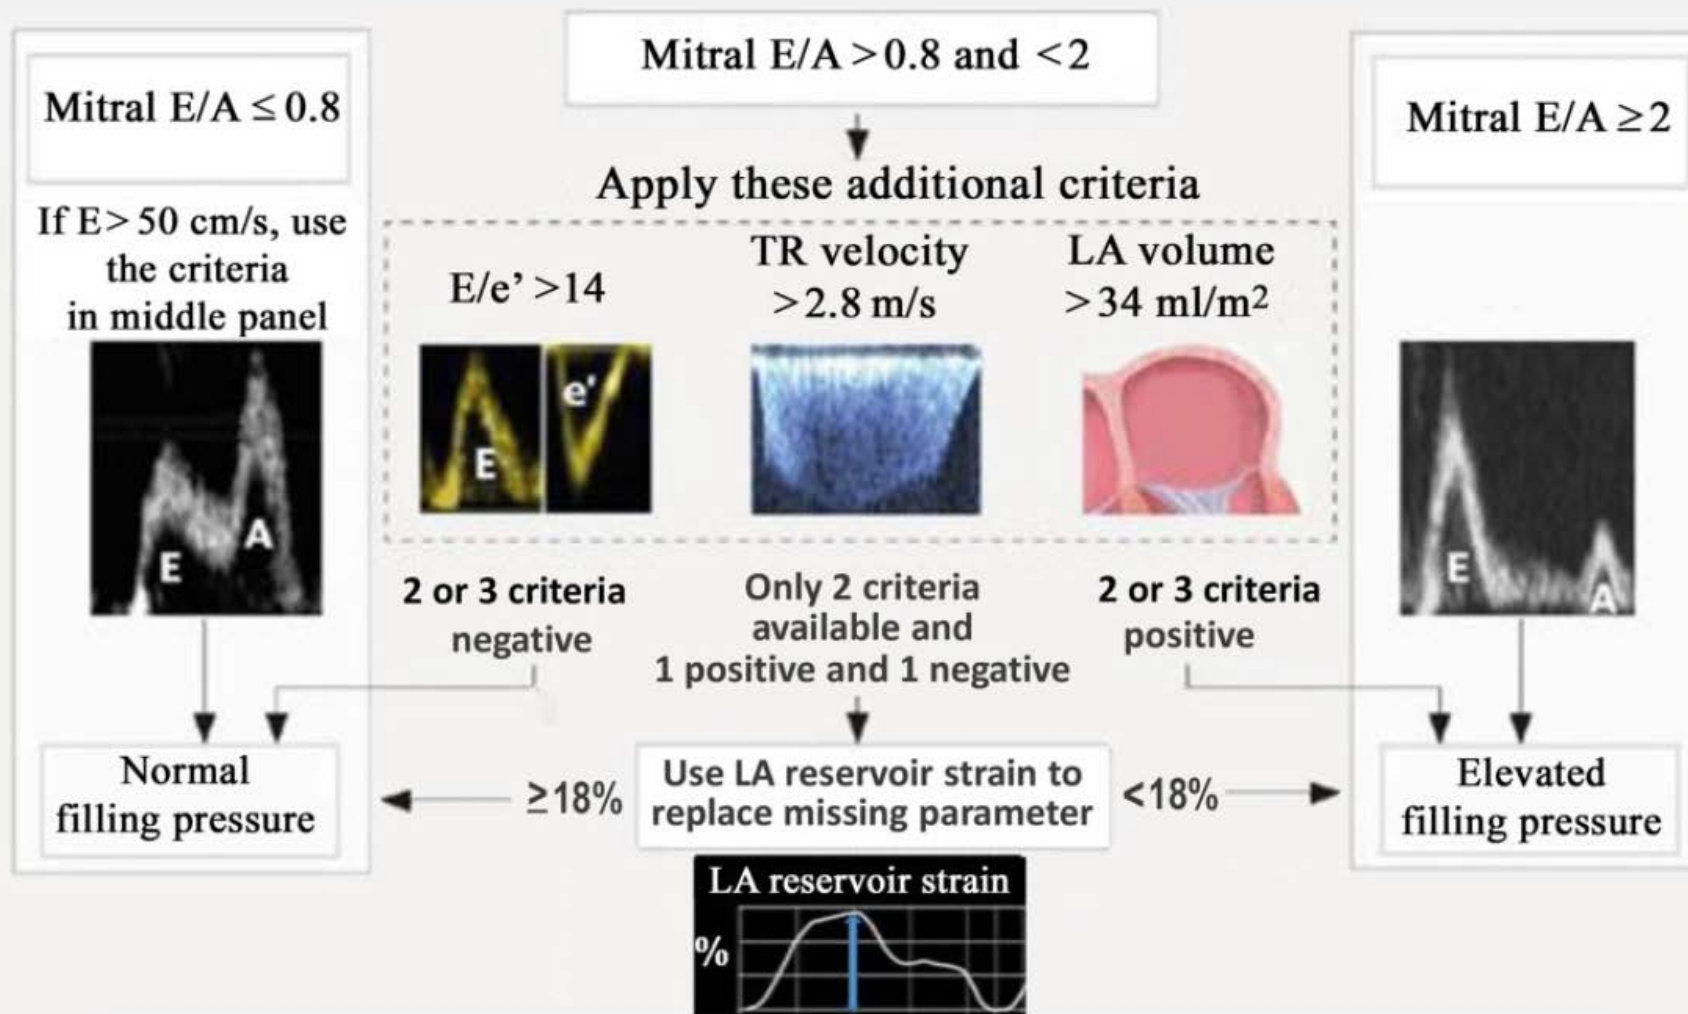 Mitral E/A ≤ 0.8
If E> 50 cm/s, use
the criteria
in middle panel
E
A
Mitral E/A >0.8 and <2
Apply these additional criteria
E/e’ >14
E
e'
TR velocity
>2.8 m/s
LA volume
>34 ml/m²
2 or 3 criteria
negative
Only 2 criteria
available and
1 positive and 1 negative
2 or 3 criteria
positive
Mitral E/A ≥2
E
A
Normal
filling pressure
≥18%
Use LA reservoir strain to
replace missing parameter
<18%
Elevated
filling pressure
LA reservoir strain
%